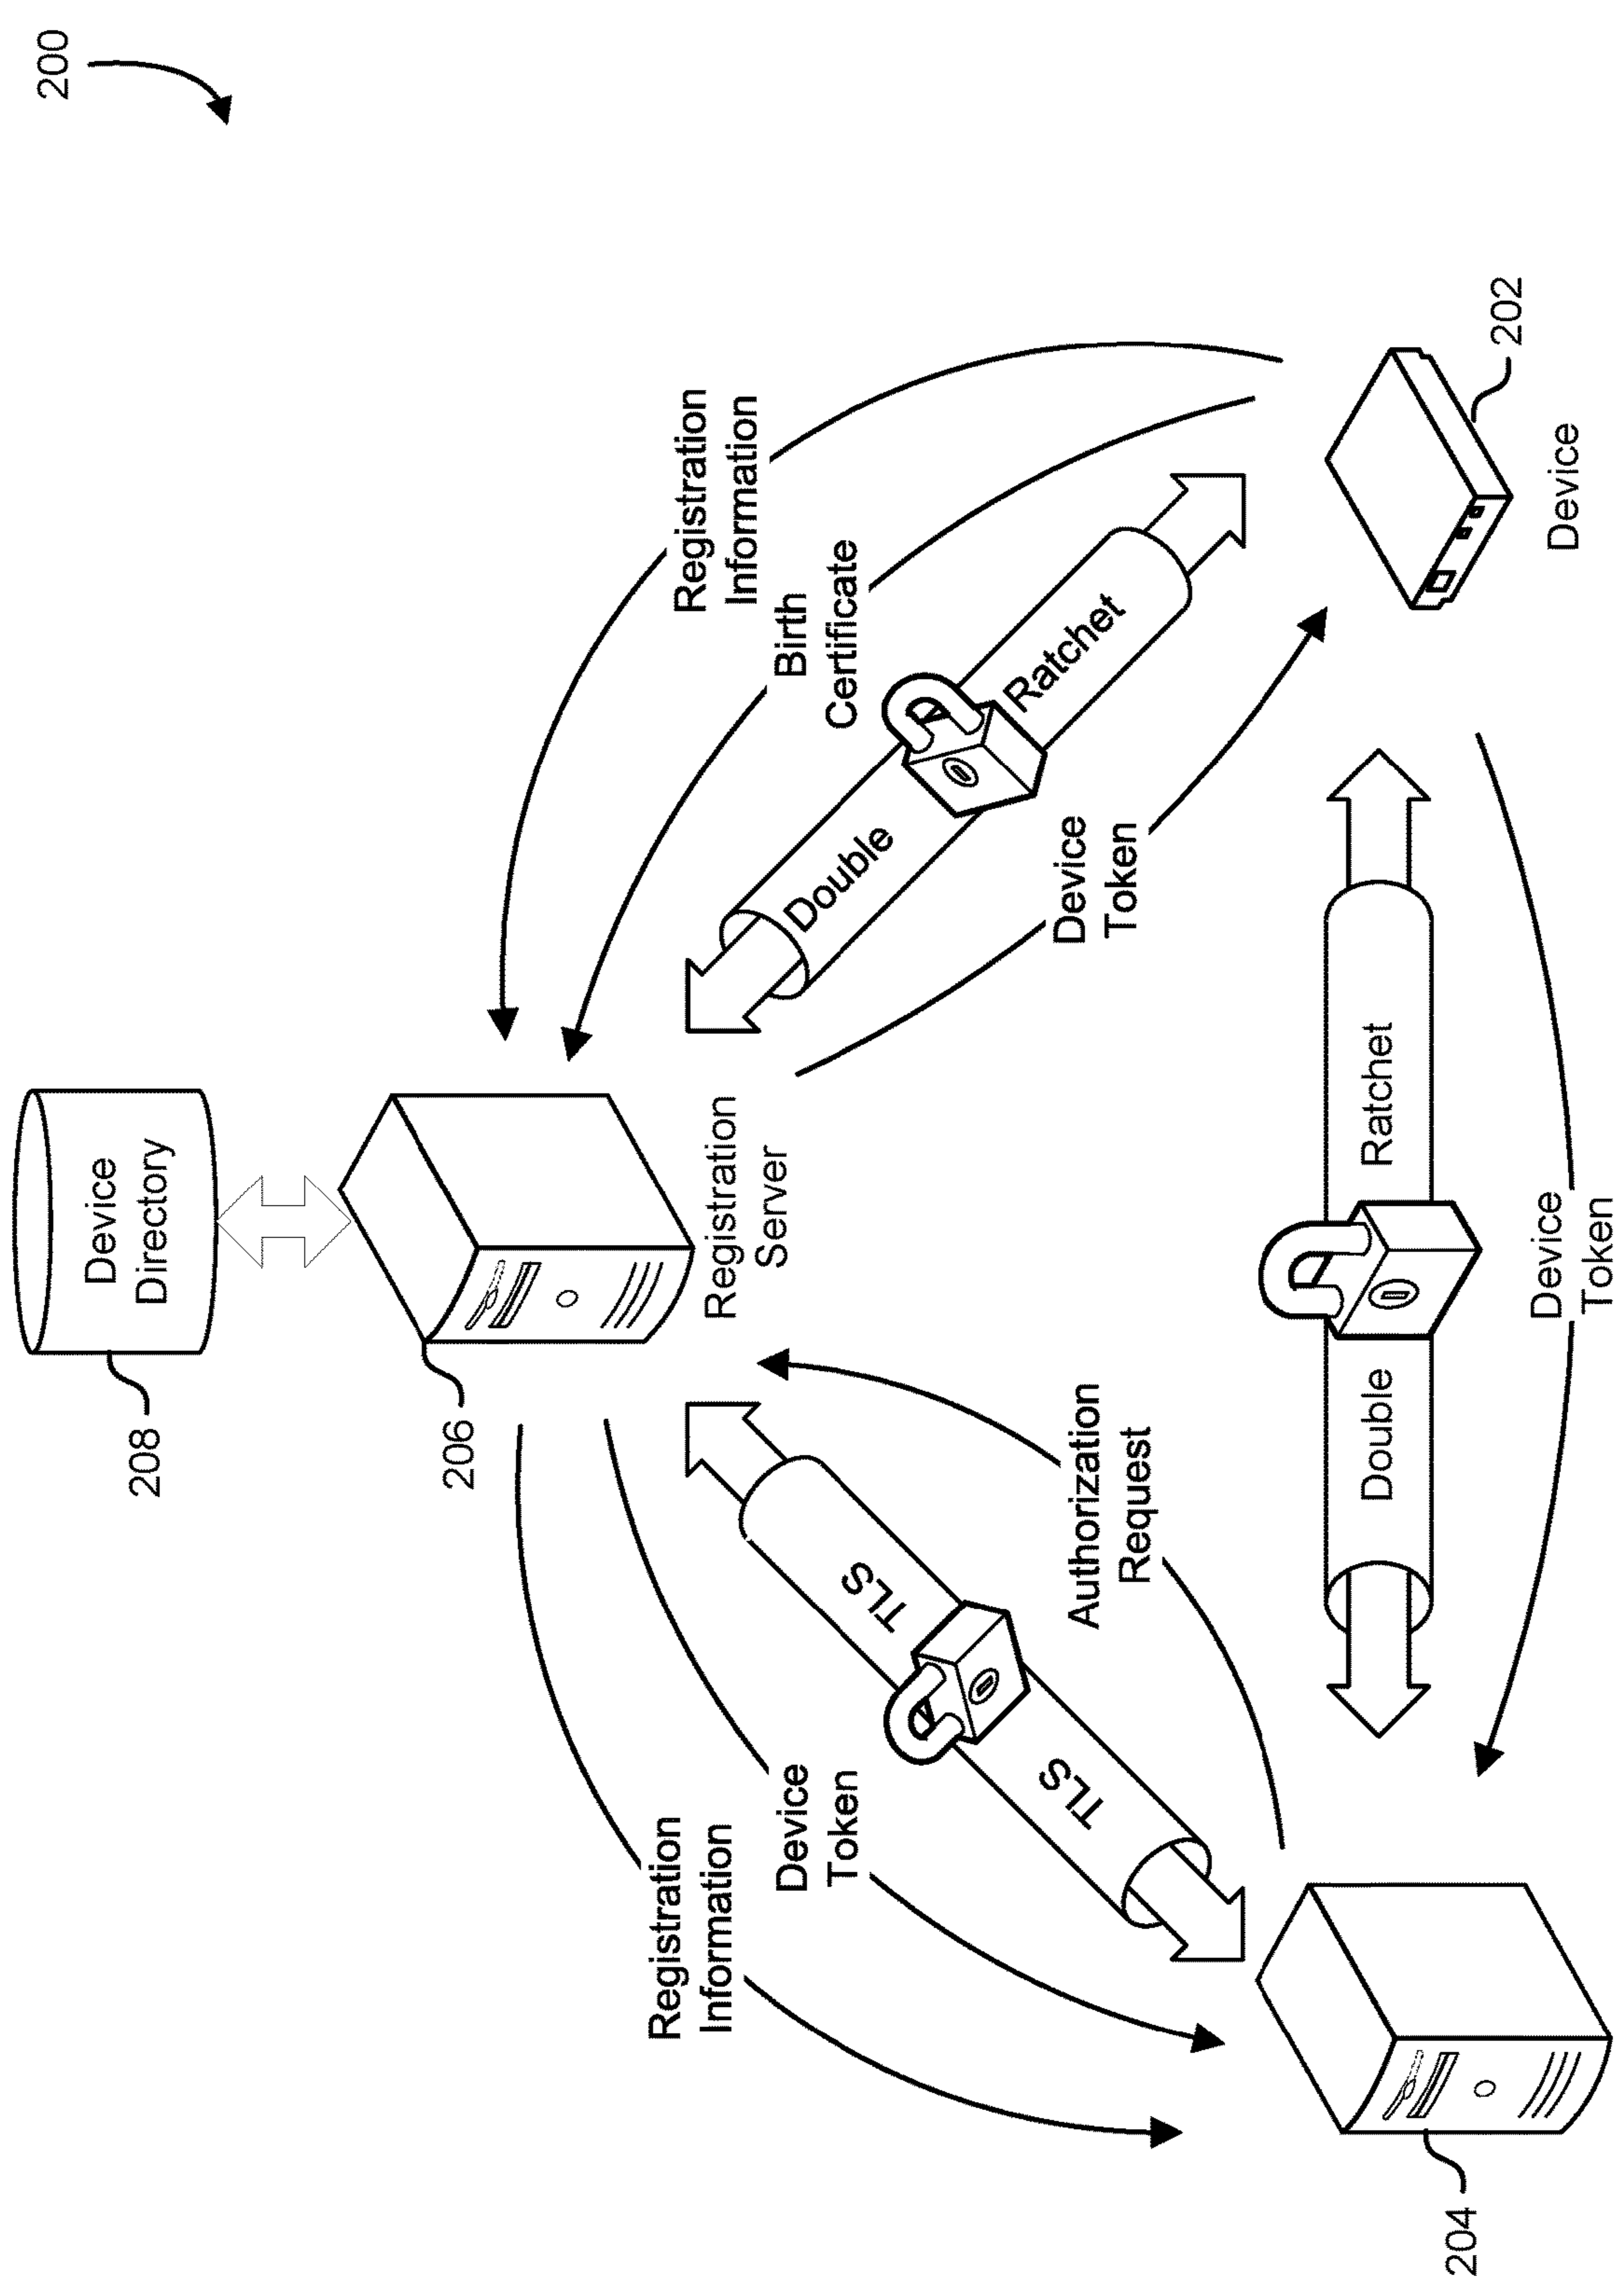 200
Device
Directory
208
206
Registration
Server
Registration
Information
Birth
Certificate
Double
Ratchet
Device
Token
202
Device
Registration
Information
Device
Token
TLS
TLS
Authorization
Request
Double
Ratchet
Device
Token
204